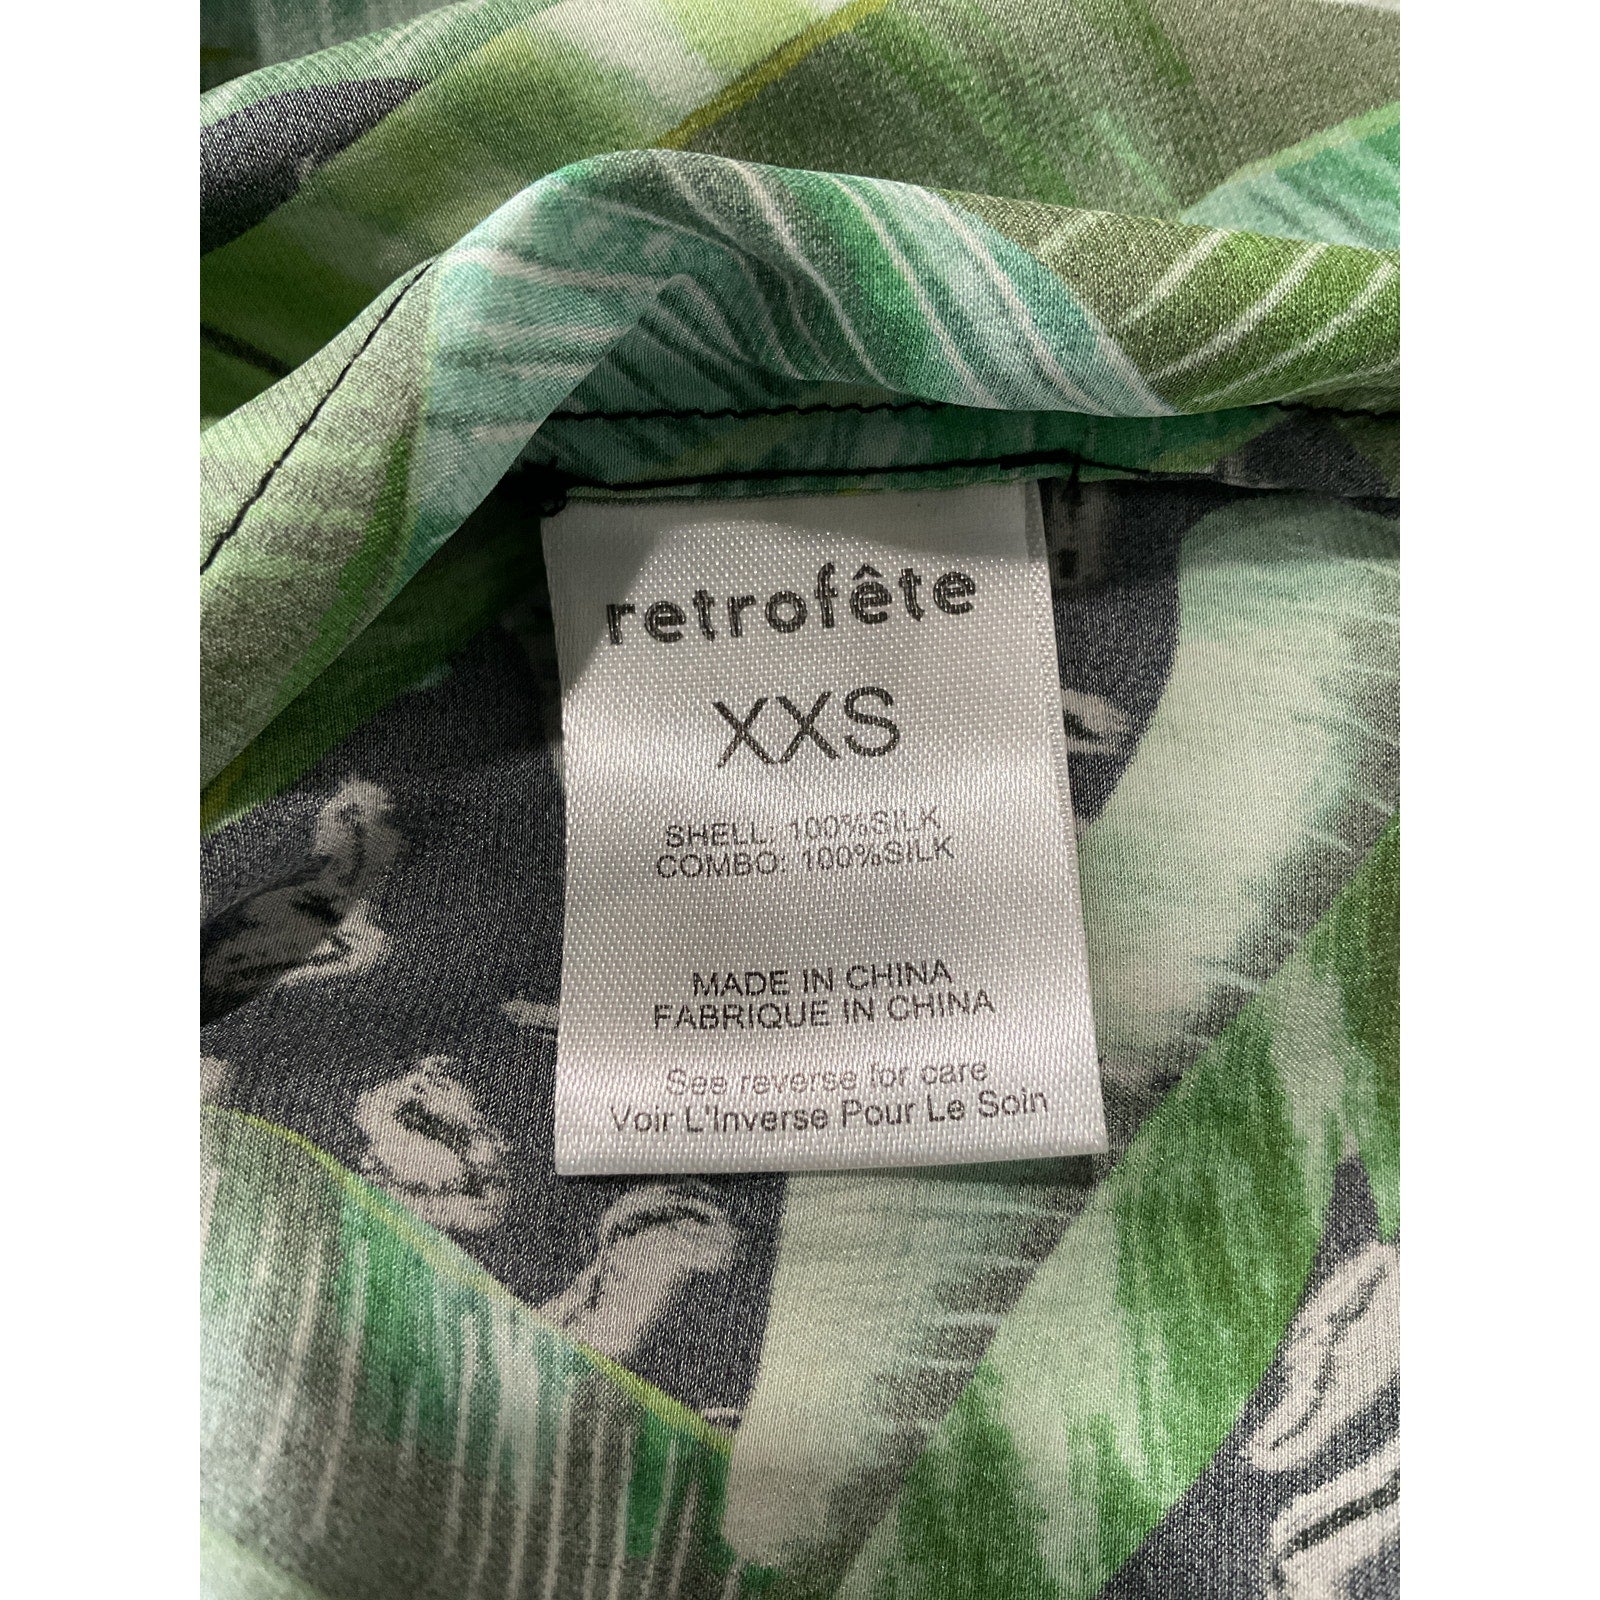 retrofête
XXS
SHELL: 100%SILK
COMBO: 100%SILK
MADE IN CHINA
FABRIQUE IN CHINA
See reverse for care
Voir L'Inverse Pour Le Soin